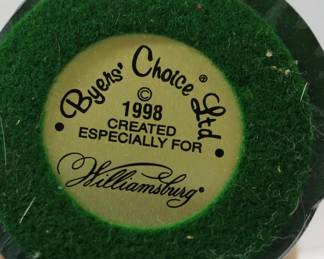 • Byers' Choice® Ltd •
©
1998
CREATED
ESPECIALLY FOR
Williamsburg®